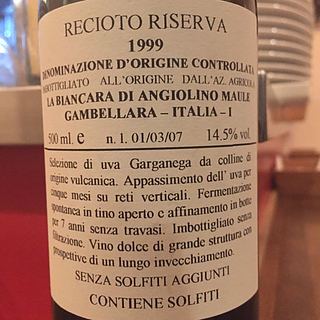 RECIOTO RISERVA
1999
DENOMINAZIONE D'ORIGINE CONTROLLATA
IMBOTTIGLIATO ALL'ORIGINE DALL'AZ. AGRICOLA
LA BIANCARA DI ANGIOLINO MAULE
GAMBELLARA – ITALIA – I
500 ml. e n. l. 01/03/07 14.5% vol.
Selezione di uva Garganega da colline di
origine vulcanica. Appassimento dell' uva per
cinque mesi su reti verticali. Fermentazione
spontanea in tino aperto e affinamento in botte
per 7 anni senza travasi. Imbottigliato senza
filtrazione. Vino dolce di grande struttura con
prospettive di un lungo invecchiamento.
SENZA SOLFITI AGGIUNTI
CONTIENE SOLFITI